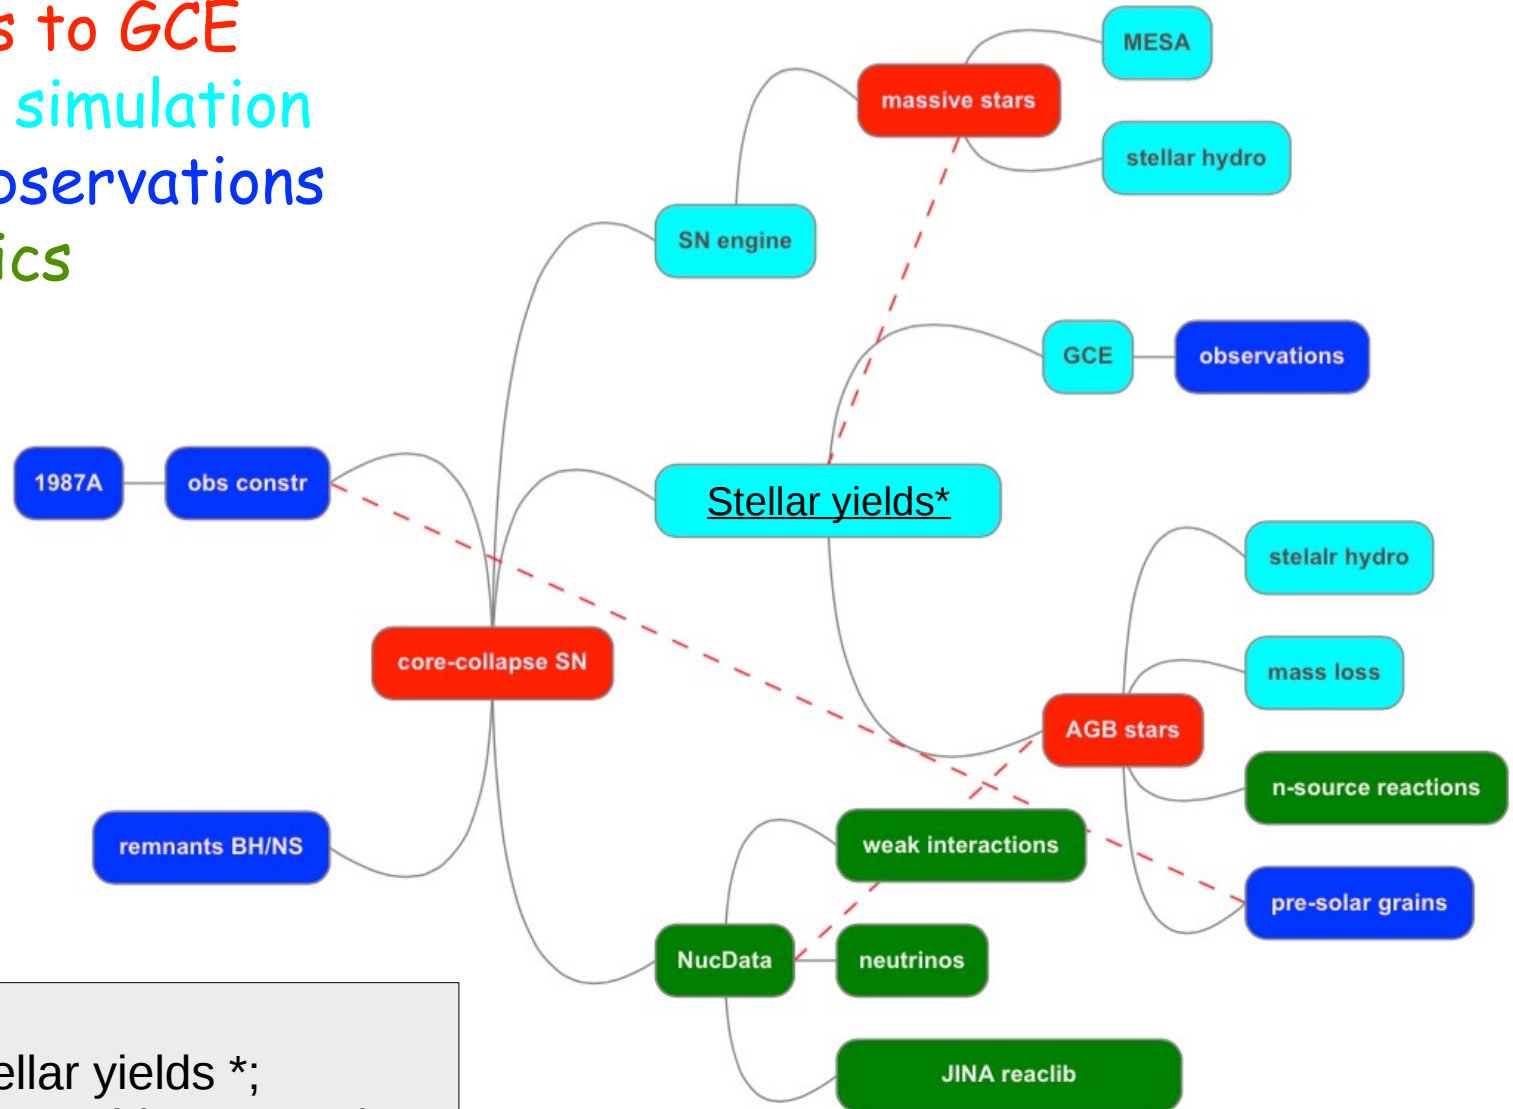 s to GCE
simulation
oservations
ics
MESA
massive stars
stellar hydro
SN engine
GCE
observations
1987A
obs constr
Stellar yields*
stelalr hydro
core-collapse SN
mass loss
AGB stars
n-source reactions
remnants BH/NS
weak interactions
pre-solar grains
NucData
neutrinos
JINA reaclib
ellar yields *;